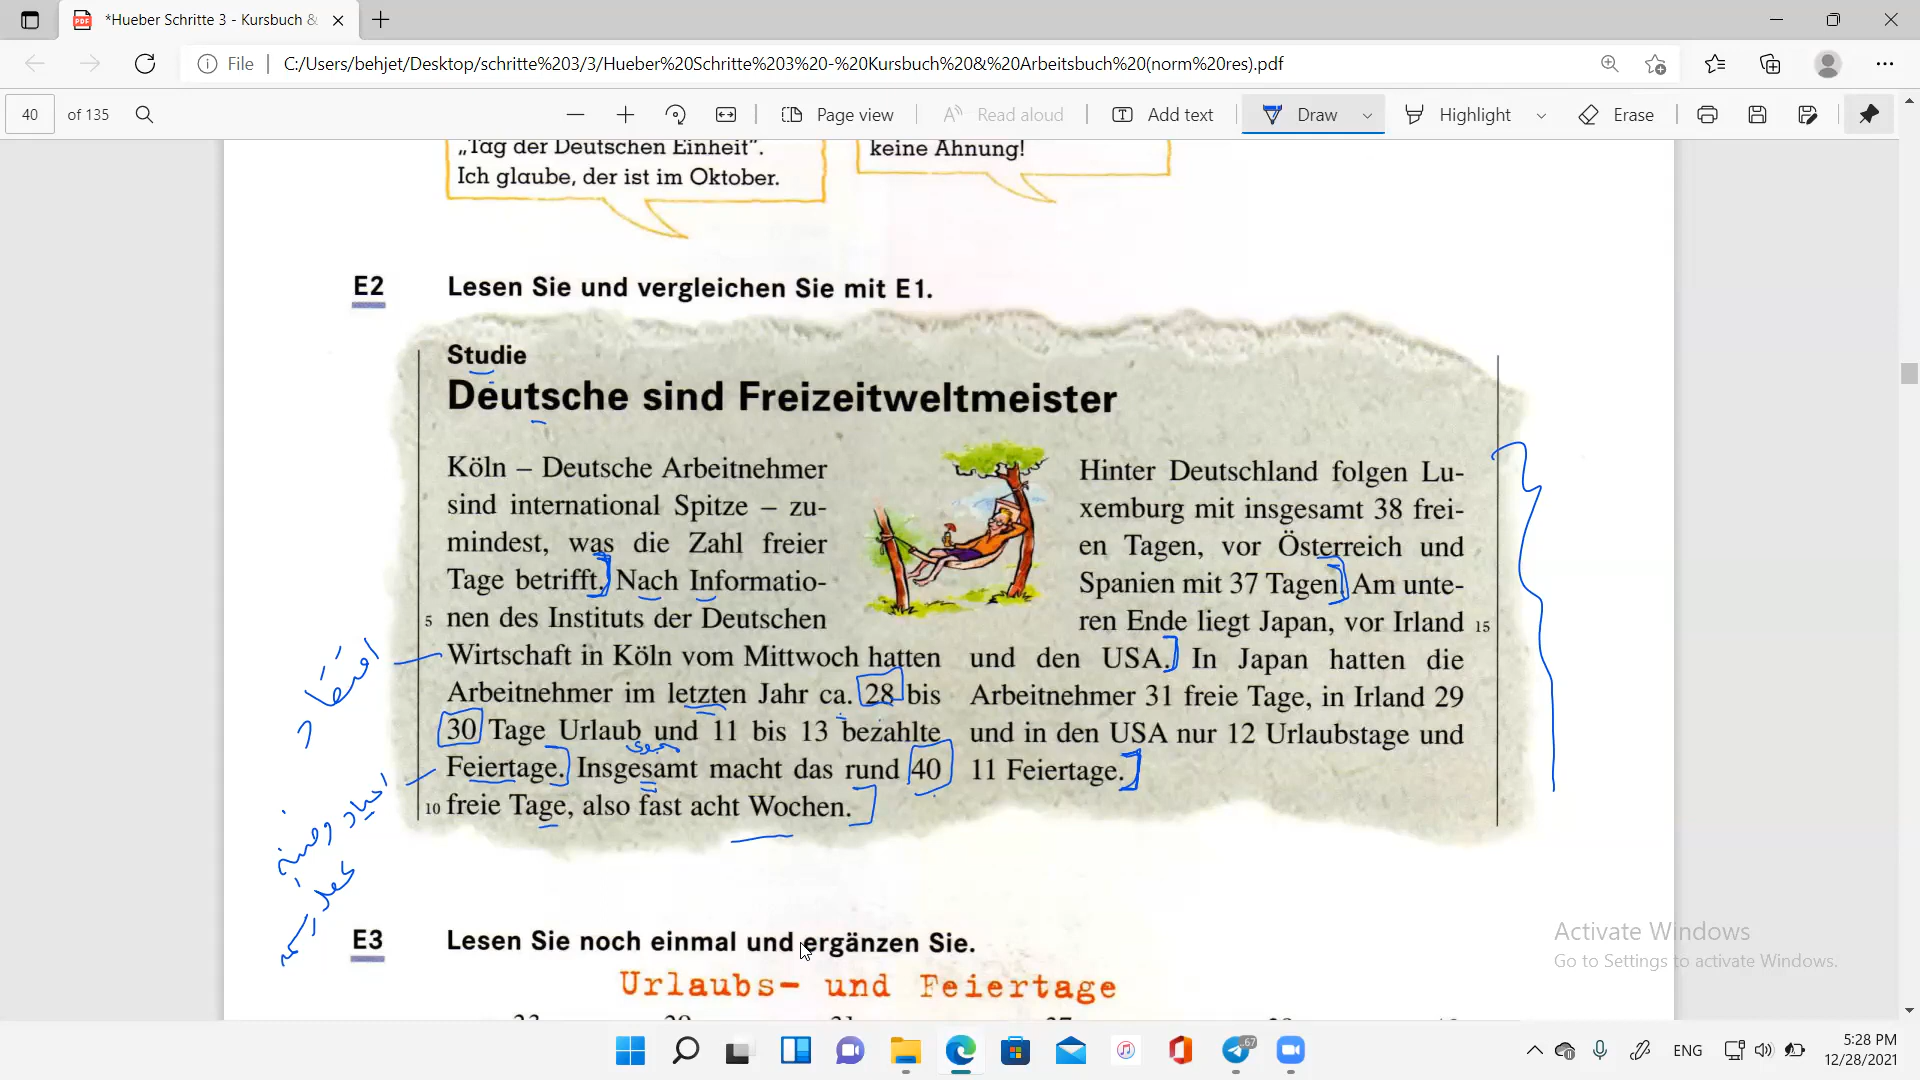 *Hueber Schritte 3 - Kursbuch &
File
C:/Users/behjet/Desktop/schritte%203/3/Hueber%20Schritte%203%20-%20Kursbuch%20&%20Arbeitsbuch%20(norm%20res).pdf
40 of 135
Page view
Read aloud
Add text
Draw
Highlight
Erase
„Tag der Deutschen Einheit“.
Ich glaube, der ist im Oktober.
keine Ahnung!
E2 Lesen Sie und vergleichen Sie mit E1.
Studie
Deutsche sind Freizeitweltmeister
Köln – Deutsche Arbeitnehmer
sind international Spitze – zu-
mindest, was die Zahl freier
Tage betrifft. Nach Informatio-
5 nen des Instituts der Deutschen
Wirtschaft in Köln vom Mittwoch hatten
Arbeitnehmer im letzten Jahr ca. 28 bis
30 Tage Urlaub und 11 bis 13 bezahlte
Feiertage. Insgesamt macht das rund 40
10 freie Tage, also fast acht Wochen.
Hinter Deutschland folgen Lu-
xemburg mit insgesamt 38 frei-
en Tagen, vor Österreich und
Spanien mit 37 Tagen. Am unte-
ren Ende liegt Japan, vor Irland 15
und den USA. In Japan hatten die
Arbeitnehmer 31 freie Tage, in Irland 29
und in den USA nur 12 Urlaubstage und
11 Feiertage.
E3 Lesen Sie noch einmal und ergänzen Sie.
Urlaubs- und Feiertage
Activate Windows
Go to Settings to activate Windows.
67
ENG
5:28 PM
12/28/2021